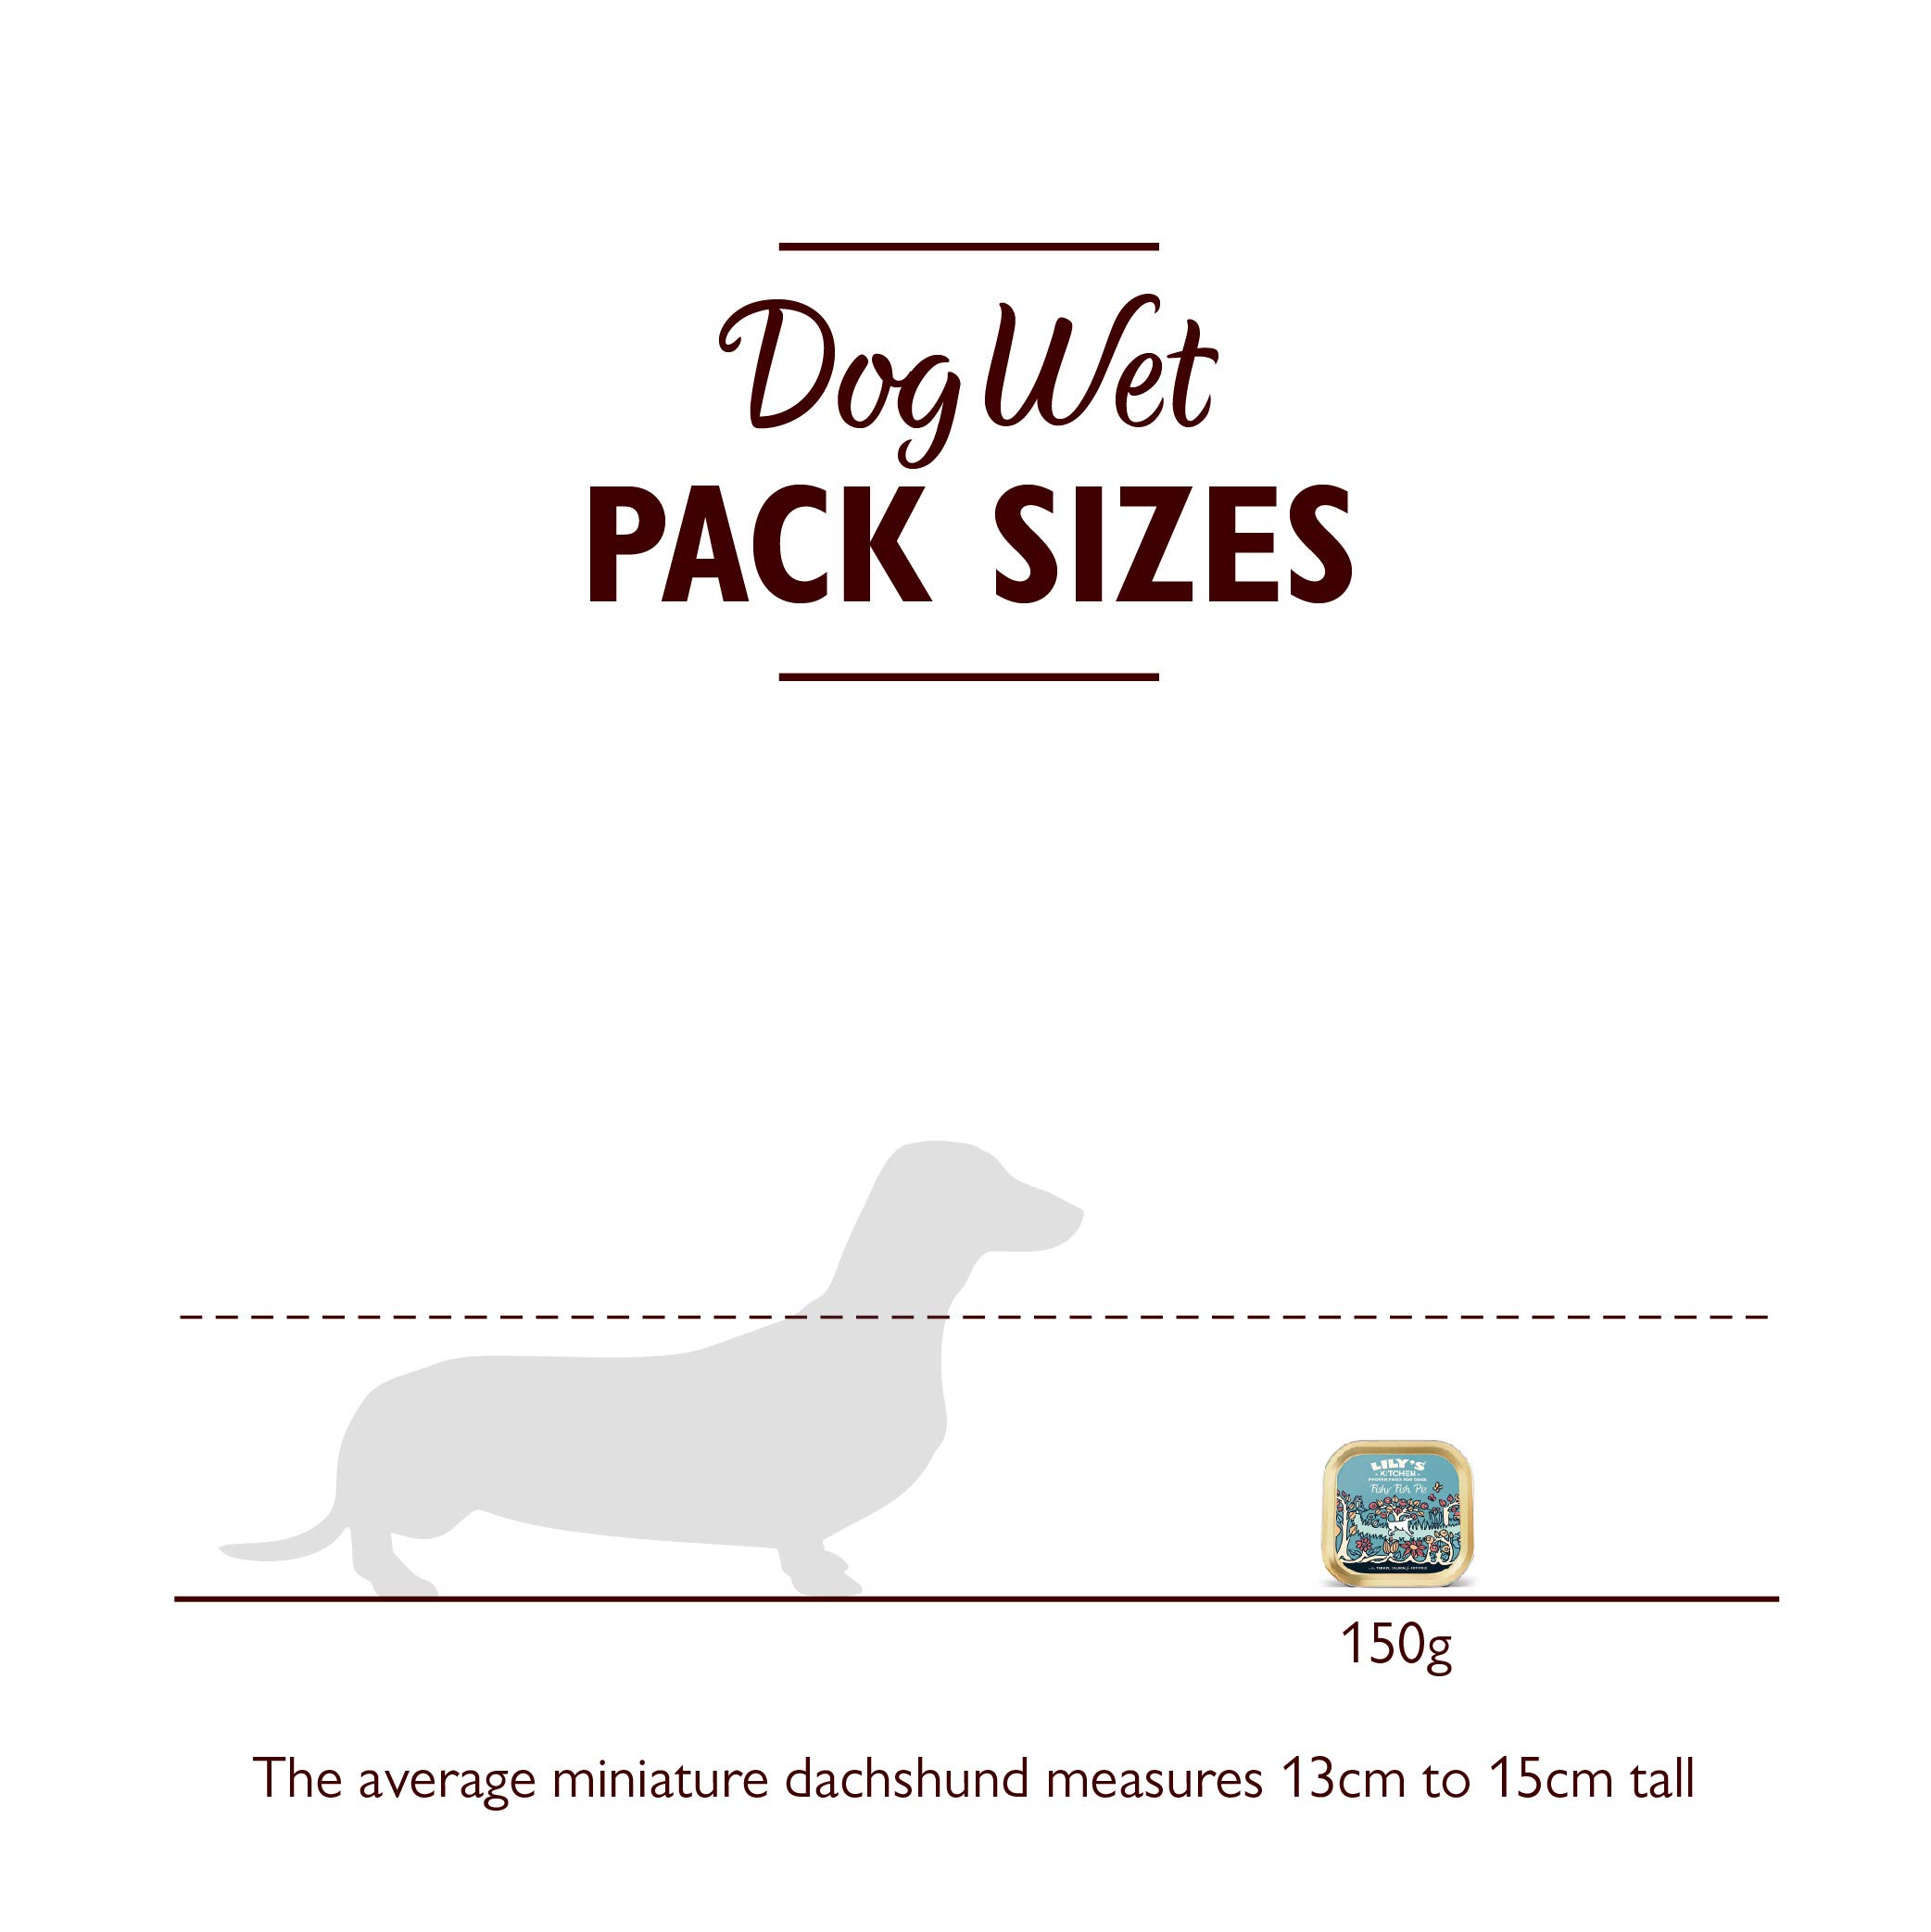 Dog Wet
PACK SIZES
LILY'S
- KITCHEN -
PROPER FOOD FOR DOGS
Fishy Fish Pie
150g
The average miniature dachshund measures 13cm to 15cm tall